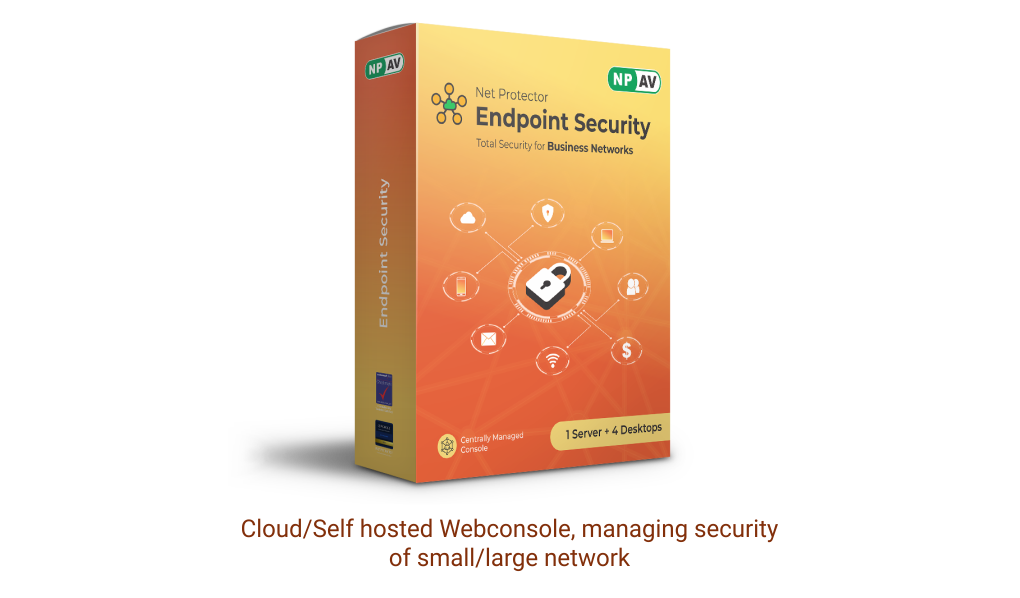 NP AV
NP AV
Net Protector
Endpoint Security
Total Security for Business Networks
Endpoint Security
$
Centrally Managed
Console
1 Server + 4 Desktops
Cloud/Self hosted Webconsole, managing security
of small/large network